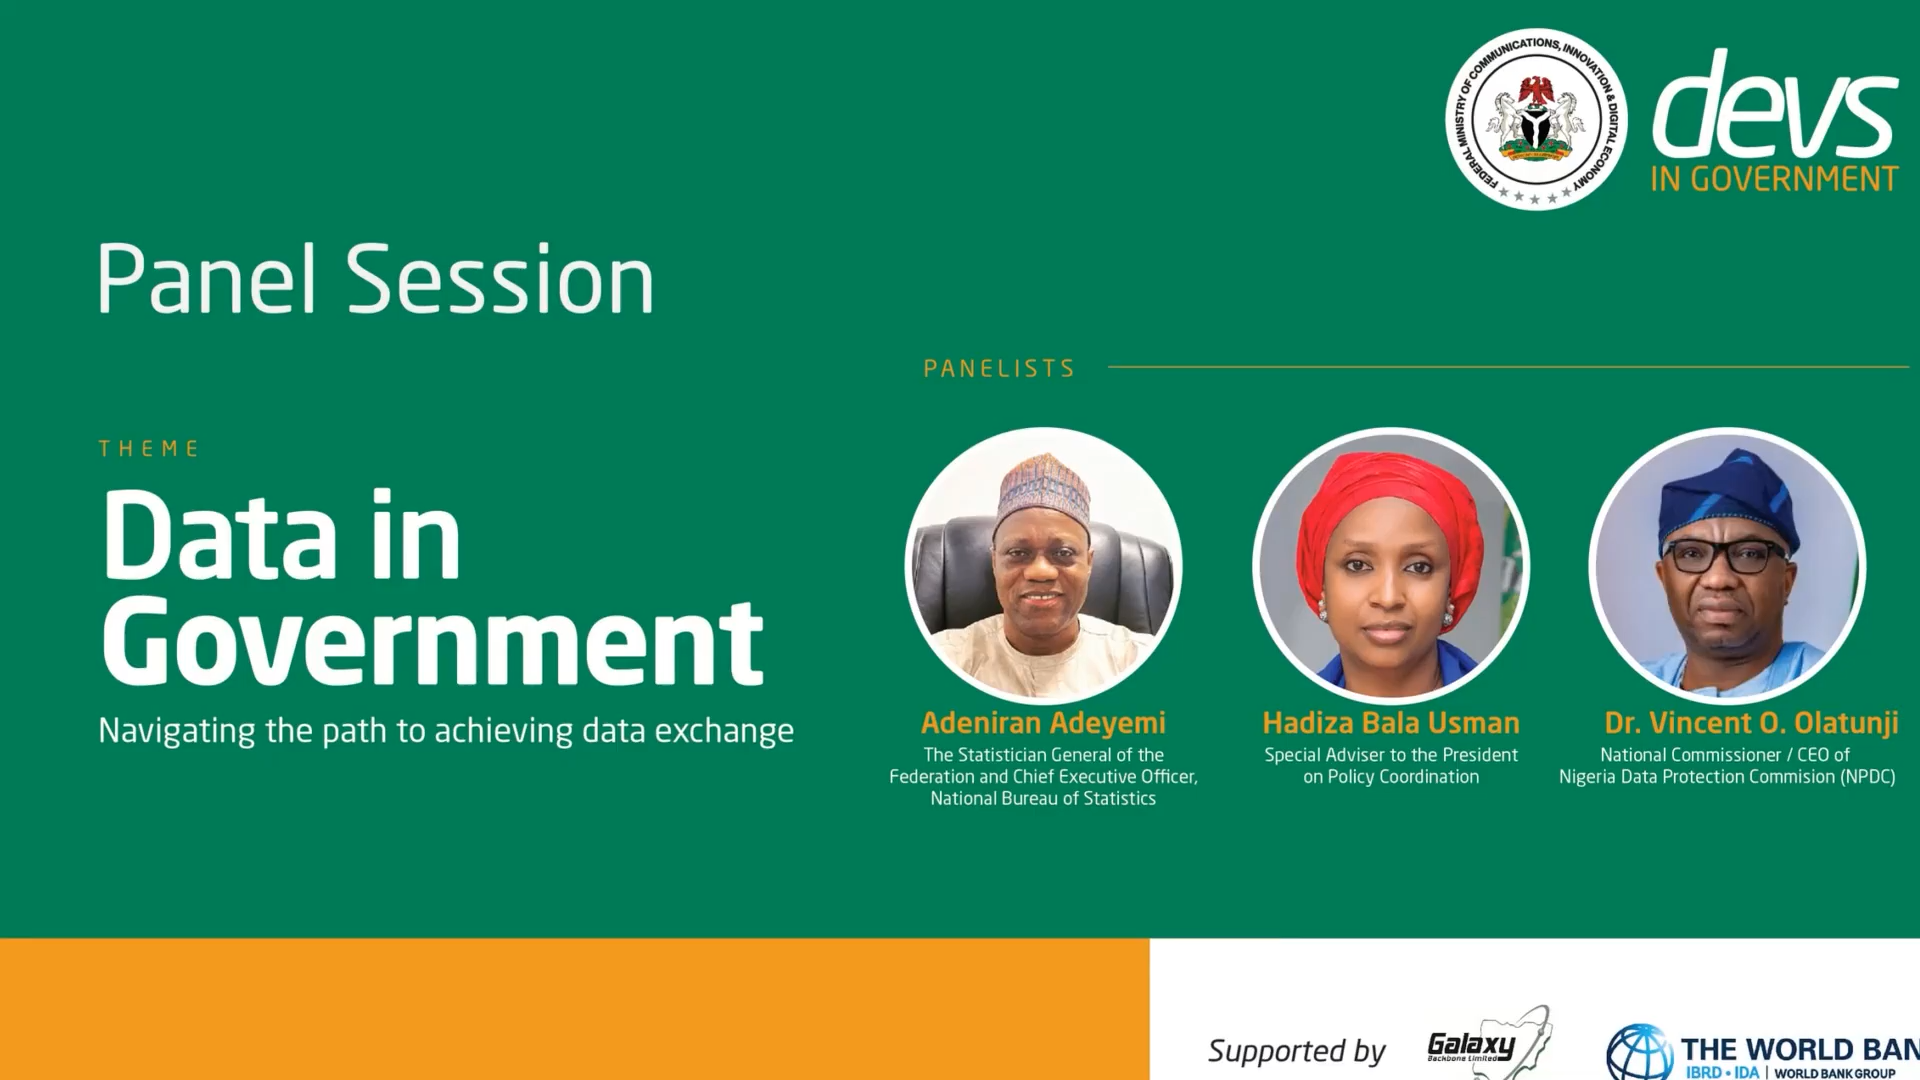 FEDERAL MINISTRY OF COMMUNICATIONS, INNOVATION & DIGITAL ECONOMY
devs
IN GOVERNMENT
Panel Session
PANELISTS
THEME
Data in
Government
Navigating the path to achieving data exchange
Adeniran Adeyemi
The Statistician General of the
Federation and Chief Executive Officer,
National Bureau of Statistics
Hadiza Bala Usman
Special Adviser to the President
on Policy Coordination
Dr. Vincent O. Olatunji
National Commissioner / CEO of
Nigeria Data Protection Commision (NPDC)
Supported by
Galaxy
Backbone Limited
THE WORLD BAN
IBRD • IDA | WORLD BANK GROUP